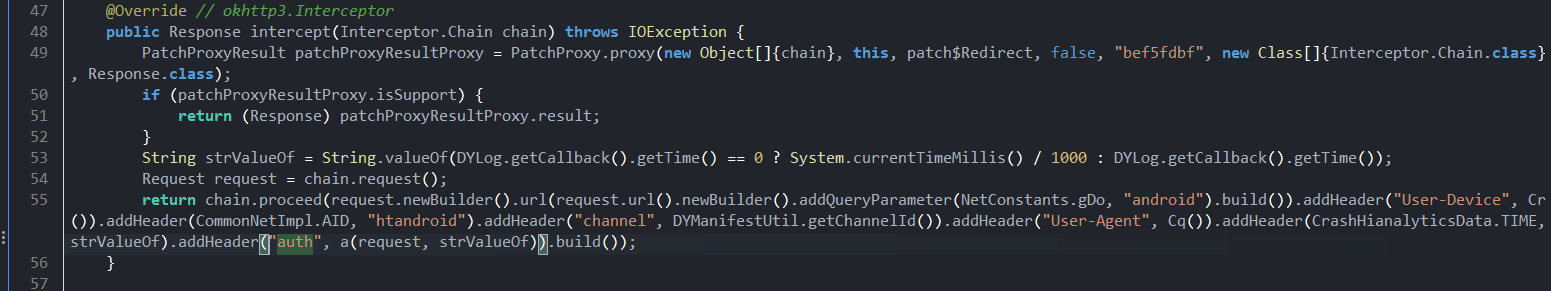 47 @Override // okhttp3.Interceptor
48 public Response intercept(Interceptor.Chain chain) throws IOException {
49 PatchProxyResult patchProxyResultProxy = PatchProxy.proxy(new Object[]{chain}, this, patch$Redirect, false, "bef5fdbf", new Class[]{Interceptor.Chain.class}
, Response.class);
50 if (patchProxyResultProxy.isSupport) {
51 return (Response) patchProxyResultProxy.result;
52 }
53 String strValueOf = String.valueOf(DYLog.getCallback().getTime() == 0 ? System.currentTimeMillis() / 1000 : DYLog.getCallback().getTime());
54 Request request = chain.request();
55 return chain.proceed(request.newBuilder().url(request.url().newBuilder().addQueryParameter(NetConstants.gDo, "android").build()).addHeader("User-Device", Cr
()).addHeader(CommonNetImpl.AID, "htandroid").addHeader("channel", DYManifestUtil.getChannelId()).addHeader("User-Agent", Cq()).addHeader(CrashHianalyticsData.TIME,
strValueOf).addHeader("auth", a(request, strValueOf)).build());
56 }
57